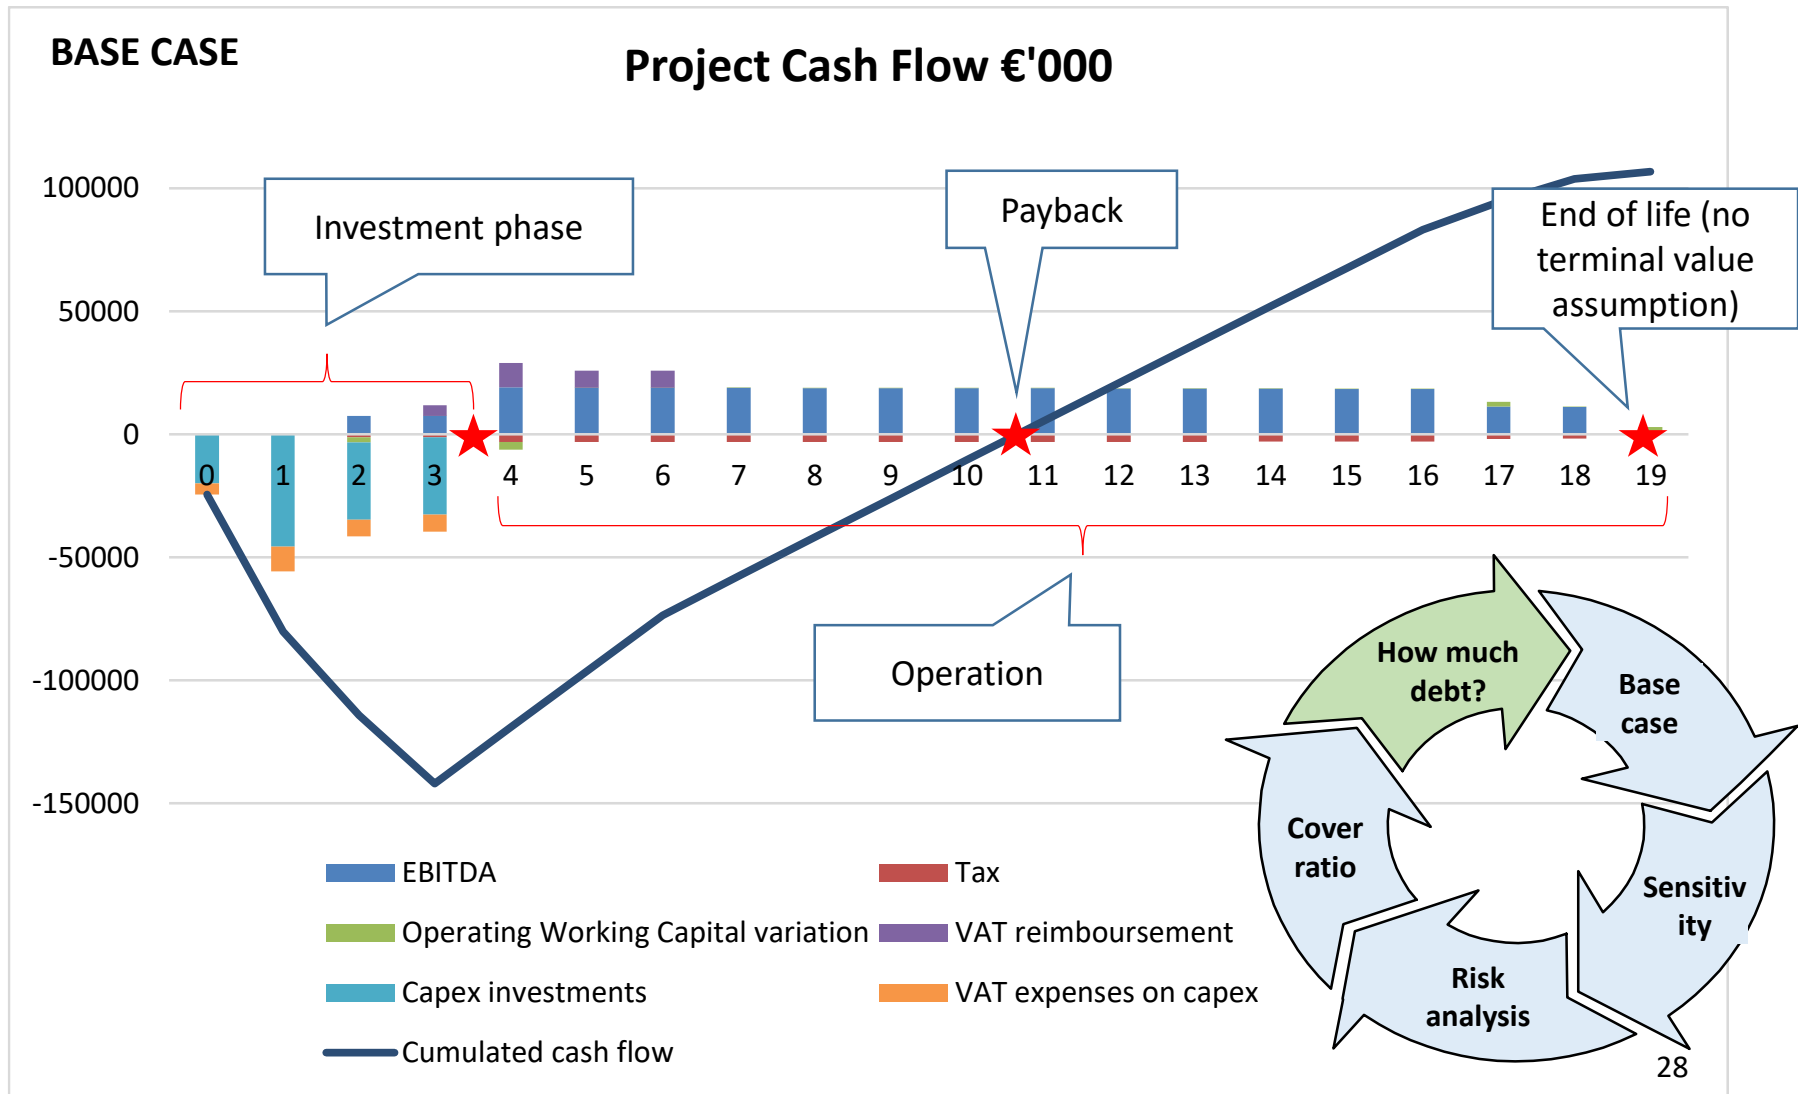 BASE CASE
Project Cash Flow €'000
100000
50000
0
-50000
-100000
-150000
Investment phase
Payback
End of life (no
terminal value
assumption)
0 1 2 3 4 5 6 7 8 9 10 11 12 13 14 15 16 17 18 19
Operation
How much
debt?
Base
case
Sensitiv
ity
Risk
analysis
Cover
ratio
EBITDA
Tax
Operating Working Capital variation
VAT reimboursement
Capex investments
VAT expenses on capex
Cumulated cash flow
28